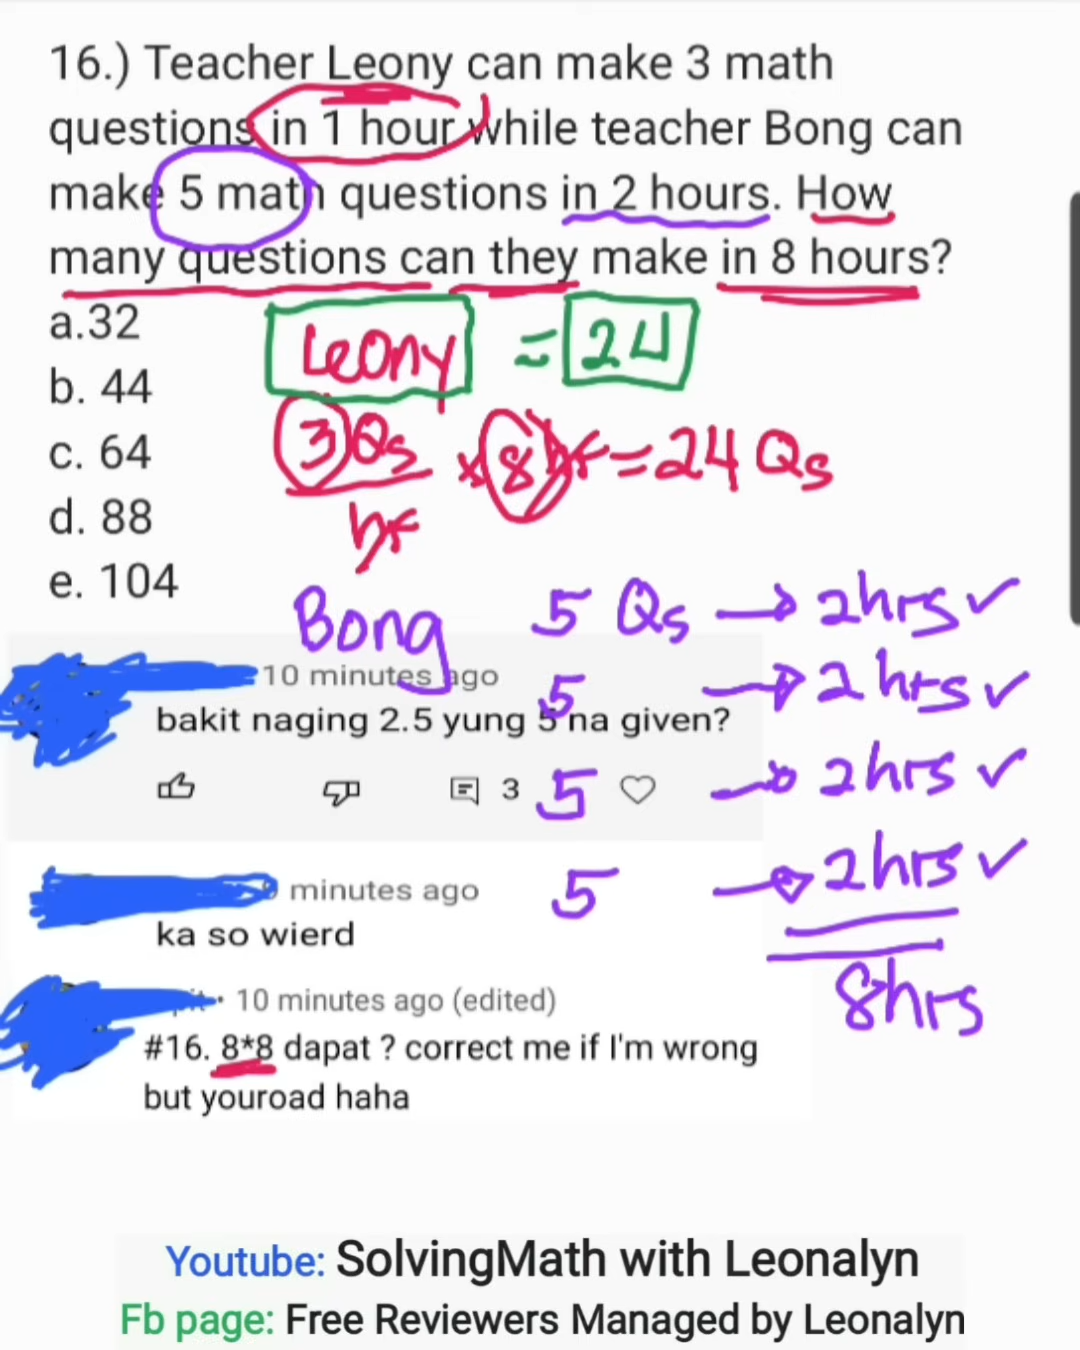 16.) Teacher Leony can make 3 math
questions in 1 hour while teacher Bong can
make 5 math questions in 2 hours. How
many questions can they make in 8 hours?
a.32
b. 44
c. 64
d. 88
e. 104
Leony = 24
3 Qs × 8 hr = 24 Qs
hr
Bong 5 Qs → 2hrs ✓
10 minutes ago
5 → 2hrs ✓
bakit naging 2.5 yung 5 na given?
3
5 → 2hrs ✓
minutes ago
5 → 2hrs ✓
ka so wierd
8hrs
10 minutes ago (edited)
#16. 8*8 dapat ? correct me if I'm wrong
but youroad haha
Youtube: SolvingMath with Leonalyn
Fb page: Free Reviewers Managed by Leonalyn